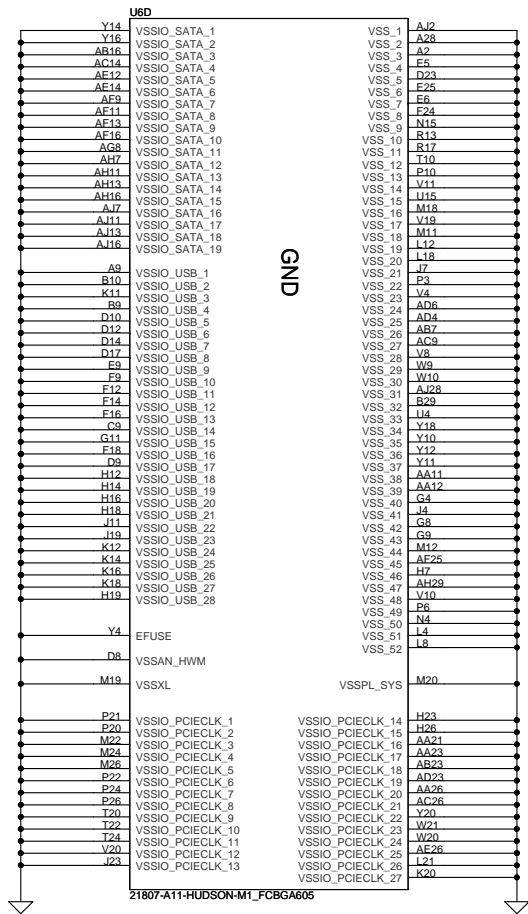 U6D
Y14 VSSIO_SATA_1 VSS_1 AJ2
Y16 VSSIO_SATA_2 VSS_2 A28
AB16 VSSIO_SATA_3 VSS_3 A2
AC14 VSSIO_SATA_4 VSS_4 E5
AE12 VSSIO_SATA_5 VSS_5 D23
AE14 VSSIO_SATA_6 VSS_6 E25
AF9 VSSIO_SATA_7 VSS_7 E6
AF11 VSSIO_SATA_8 VSS_8 F24
AF13 VSSIO_SATA_9 VSS_9 N15
AF16 VSSIO_SATA_10 VSS_10 R13
AG8 VSSIO_SATA_11 VSS_11 R17
AH7 VSSIO_SATA_12 VSS_12 T10
AH11 VSSIO_SATA_13 VSS_13 P10
AH13 VSSIO_SATA_14 VSS_14 V11
AH16 VSSIO_SATA_15 VSS_15 U15
AJ7 VSSIO_SATA_16 VSS_16 M18
AJ11 VSSIO_SATA_17 VSS_17 V19
AJ13 VSSIO_SATA_18 VSS_18 M11
AJ16 VSSIO_SATA_19 VSS_19 L12
VSS_20 L18
GND
A9 VSSIO_USB_1 VSS_21 J7
B10 VSSIO_USB_2 VSS_22 P3
K11 VSSIO_USB_3 VSS_23 V4
B9 VSSIO_USB_4 VSS_24 AD6
D10 VSSIO_USB_5 VSS_25 AD4
D12 VSSIO_USB_6 VSS_26 AB7
D14 VSSIO_USB_7 VSS_27 AC9
D17 VSSIO_USB_8 VSS_28 V8
E9 VSSIO_USB_9 VSS_29 W9
F9 VSSIO_USB_10 VSS_30 W10
F12 VSSIO_USB_11 VSS_31 AJ28
F14 VSSIO_USB_12 VSS_32 B29
F16 VSSIO_USB_13 VSS_33 U4
C9 VSSIO_USB_14 VSS_34 Y18
G11 VSSIO_USB_15 VSS_35 Y10
F18 VSSIO_USB_16 VSS_36 Y12
D9 VSSIO_USB_17 VSS_37 Y11
H12 VSSIO_USB_18 VSS_38 AA11
H14 VSSIO_USB_19 VSS_39 AA12
H16 VSSIO_USB_20 VSS_40 G4
H18 VSSIO_USB_21 VSS_41 J4
J11 VSSIO_USB_22 VSS_42 G8
J19 VSSIO_USB_23 VSS_43 G9
K12 VSSIO_USB_24 VSS_44 M12
K14 VSSIO_USB_25 VSS_45 AF25
K16 VSSIO_USB_26 VSS_46 H7
K18 VSSIO_USB_27 VSS_47 AH29
H19 VSSIO_USB_28 VSS_48 V10
VSS_49 P6
VSS_50 N4
Y4 EFUSE VSS_51 L4
VSS_52 L8
D8 VSSAN_HWM
M19 VSSXL VSSPL_SYS M20
P21 VSSIO_PCIECLK_1 VSSIO_PCIECLK_14 H23
P20 VSSIO_PCIECLK_2 VSSIO_PCIECLK_15 H26
M22 VSSIO_PCIECLK_3 VSSIO_PCIECLK_16 AA21
M24 VSSIO_PCIECLK_4 VSSIO_PCIECLK_17 AA23
M26 VSSIO_PCIECLK_5 VSSIO_PCIECLK_18 AB23
P22 VSSIO_PCIECLK_6 VSSIO_PCIECLK_19 AD23
P24 VSSIO_PCIECLK_7 VSSIO_PCIECLK_20 AA26
P26 VSSIO_PCIECLK_8 VSSIO_PCIECLK_21 AC26
T20 VSSIO_PCIECLK_9 VSSIO_PCIECLK_22 Y20
T22 VSSIO_PCIECLK_10 VSSIO_PCIECLK_23 W21
T24 VSSIO_PCIECLK_11 VSSIO_PCIECLK_24 W20
V20 VSSIO_PCIECLK_12 VSSIO_PCIECLK_25 AE26
J23 VSSIO_PCIECLK_13 VSSIO_PCIECLK_26 L21
VSSIO_PCIECLK_27 K20
21807-A11-HUDSON-M1_FCBGA605